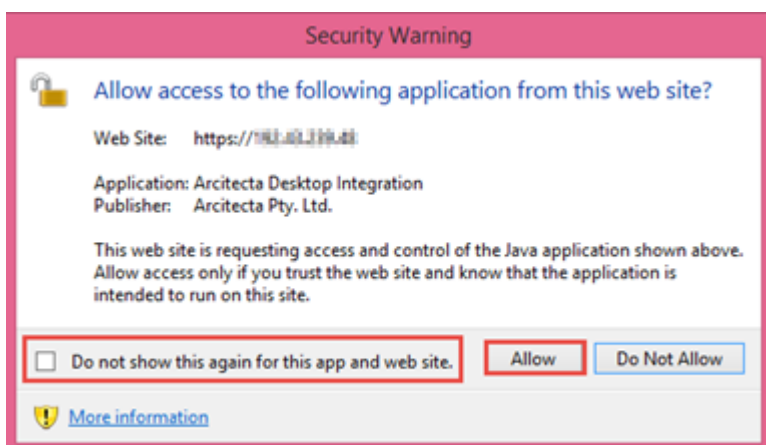 Security Warning
Allow access to the following application from this web site?
Web Site: https://
Application: Arcitecta Desktop Integration
Publisher: Arcitecta Pty. Ltd.
This web site is requesting access and control of the Java application shown above.
Allow access only if you trust the web site and know that the application is
intended to run on this site.
Do not show this again for this app and web site. Allow Do Not Allow
More information